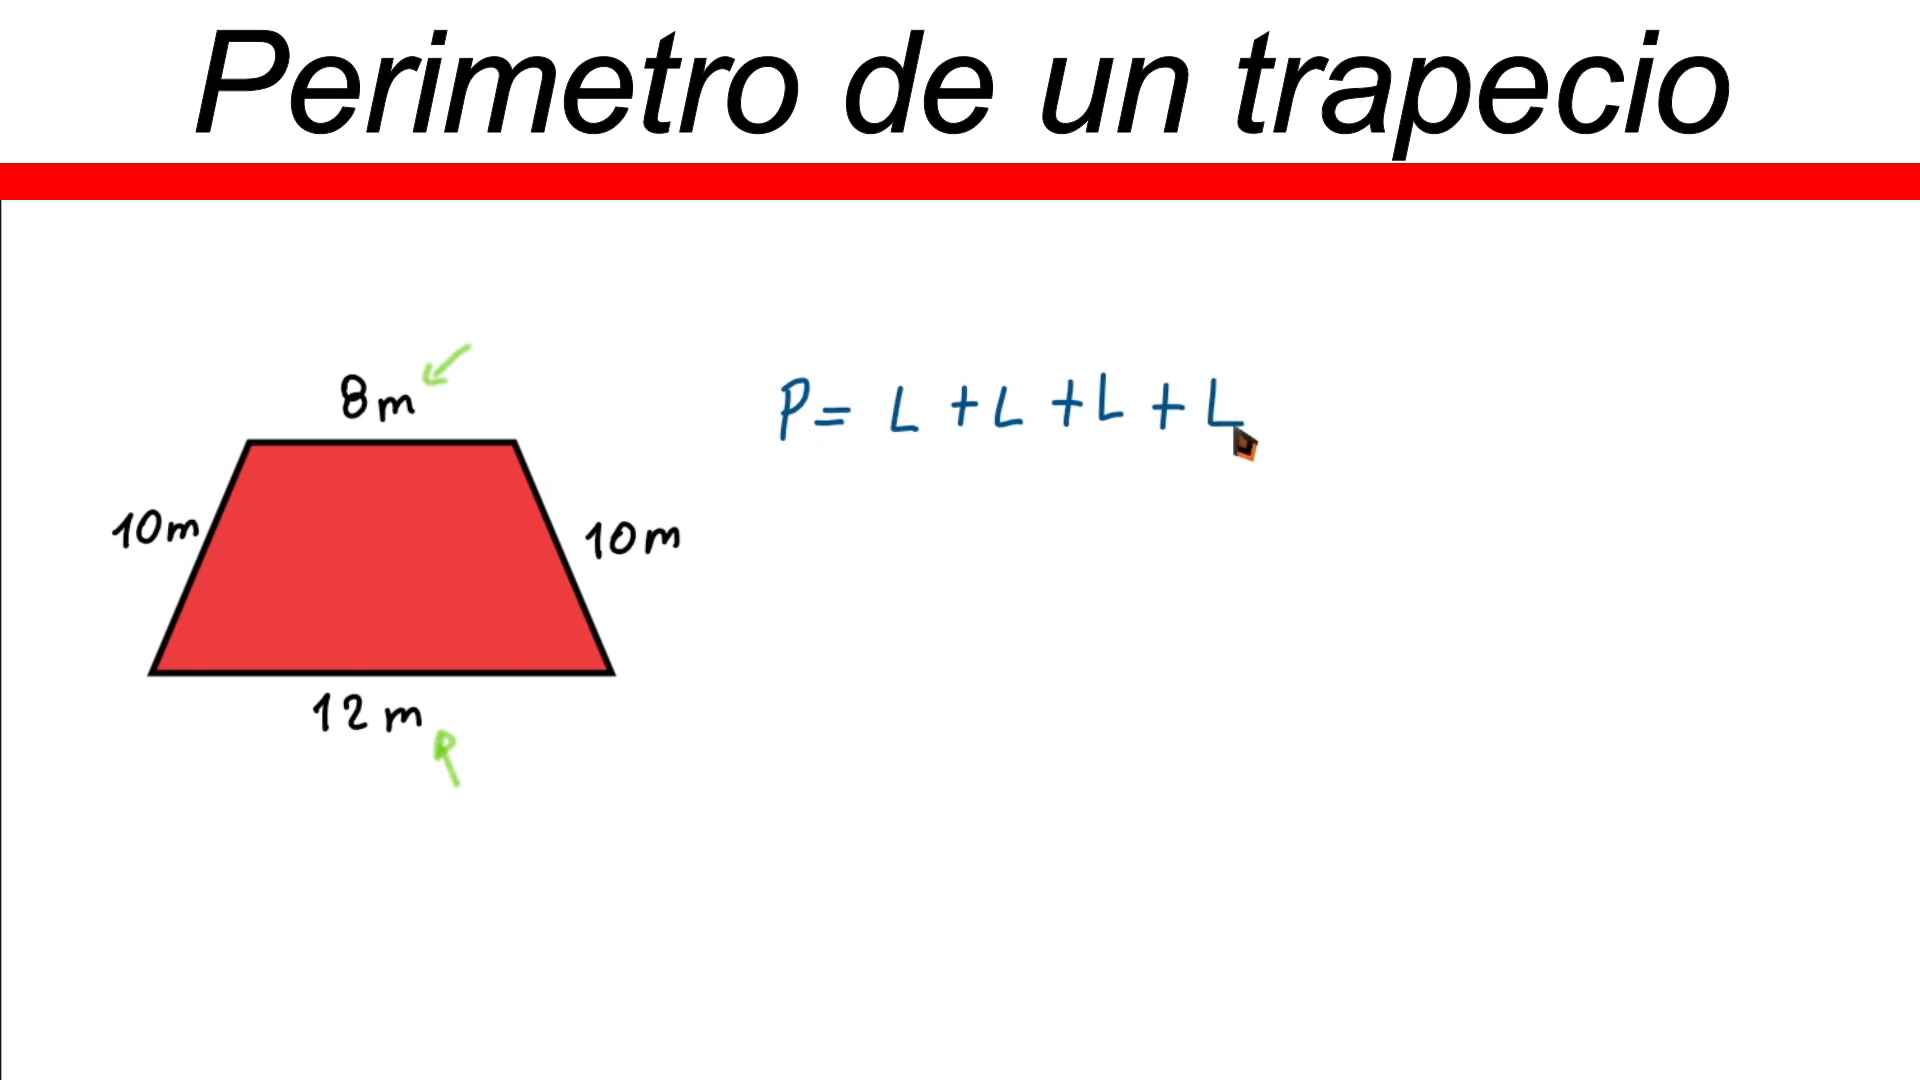 Perimetro de un trapecio
8m
P= L +L +L +L
10m
10m
12 m